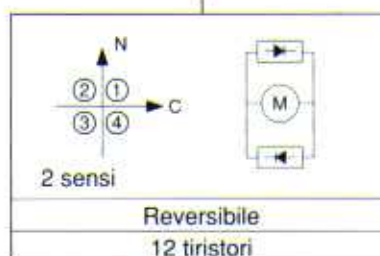 N
② ① C
M
③ ④
2 sensi
Reversibile
12 tiristori